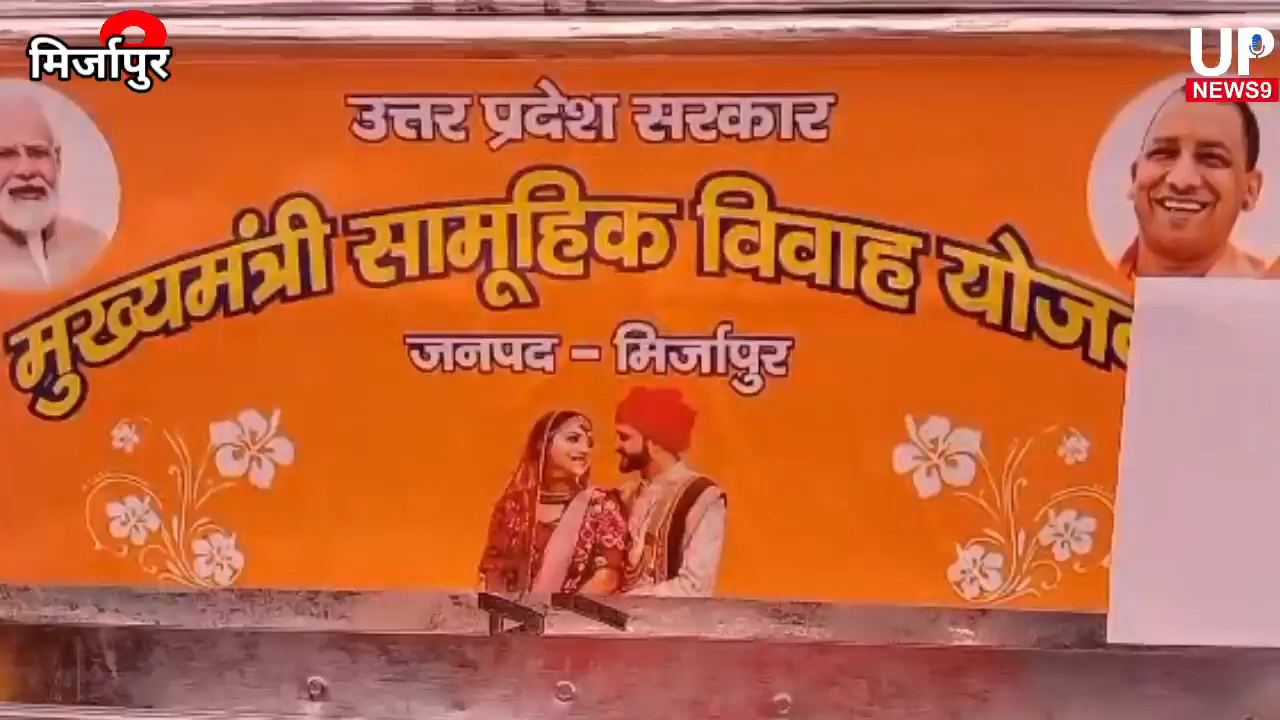 मिर्जापुर
UP
NEWS9
उत्तर प्रदेश सरकार
मुख्यमंत्री सामूहिक विवाह
जनपद - मिर्जापुर